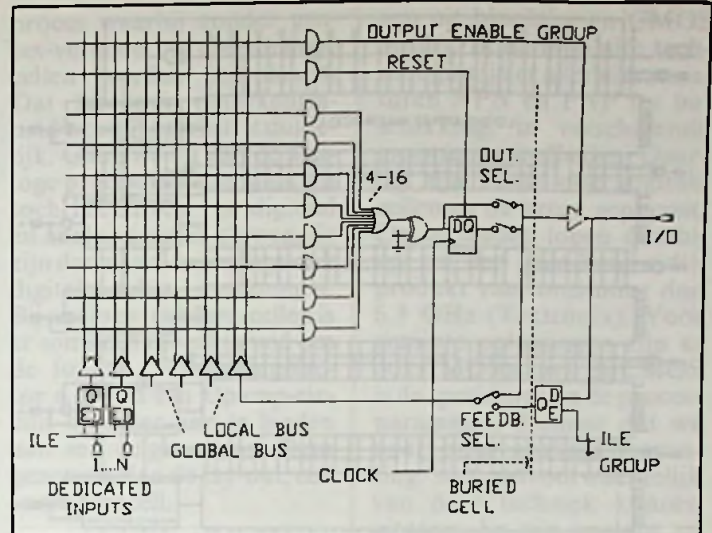 OUTPUT ENABLE GROUP
RESET
OUT.
SEL.
4-16
DQ
I/O
Q
ED
Q
ED
LOCAL BUS
GLOBAL BUS
ILE
I....N
DEDICATED
INPUTS
CLOCK
FEEDB.
SEL.
D
Q
E
ILE
GROUP
BURIED
CELL